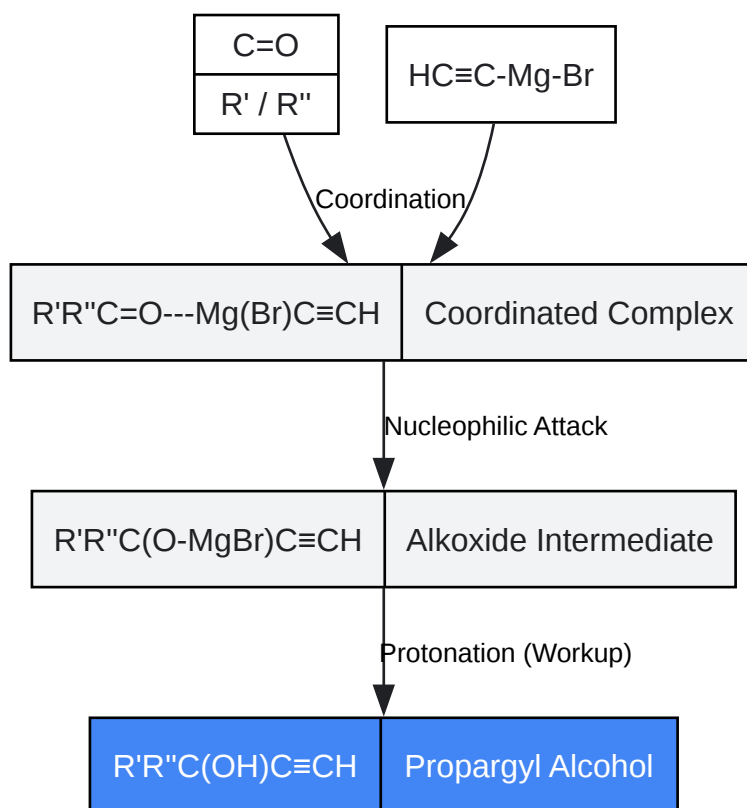 C=O
R' / R"
HC≡C-Mg-Br
Coordination
R'R"C=O---Mg(Br)C≡CH
Coordinated Complex
Nucleophilic Attack
R'R"C(O-MgBr)C≡CH
Alkoxide Intermediate
Protonation (Workup)
R'R"C(OH)C≡CH
Propargyl Alcohol